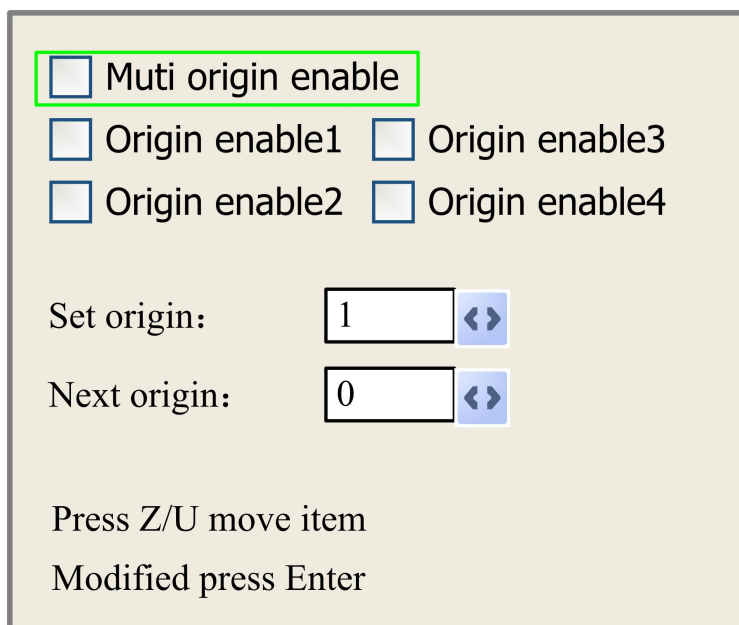 Muti origin enable
Origin enable1 Origin enable3
Origin enable2 Origin enable4
Set origin： 1
Next origin： 0
Press Z/U move item
Modified press Enter